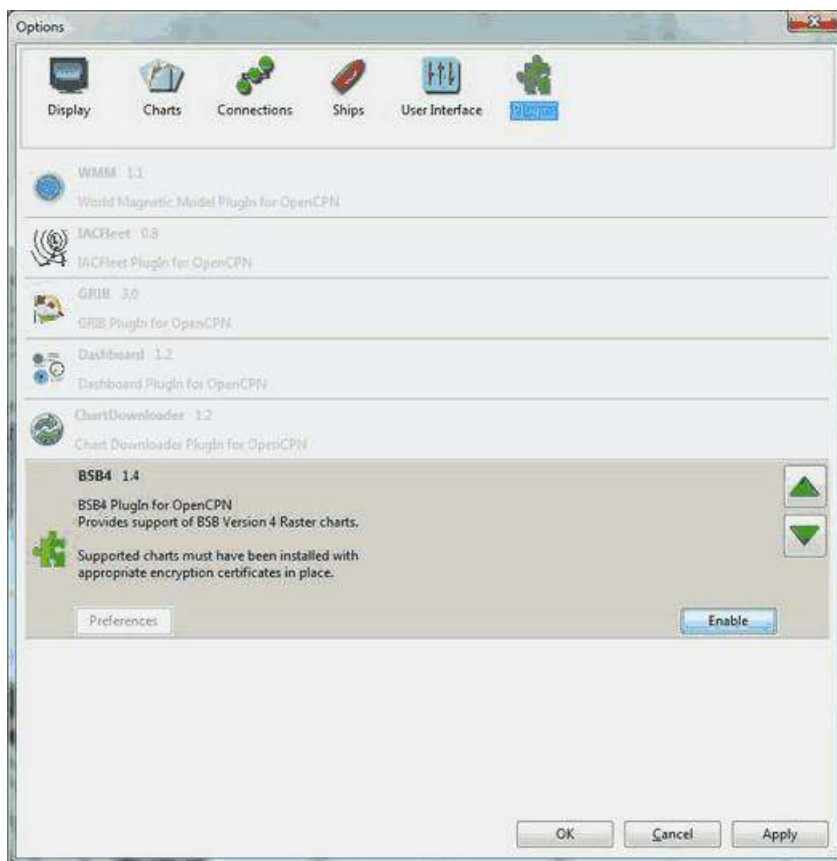 Options
Display Charts Connections Ships User Interface Plugins
WMM 1.1
World Magnetic Model PlugIn for OpenCPN
IACFleet 0.8
IACFleet PlugIn for OpenCPN
GRIB 3.0
GRIB PlugIn for OpenCPN
Dashboard 1.2
Dashboard PlugIn for OpenCPN
ChartDownloader 1.2
Chart Downloader PlugIn for OpenCPN
BSB4 1.4
BSB4 PlugIn for OpenCPN
Provides support of BSB Version 4 Raster charts.
Supported charts must have been installed with
appropriate encryption certificates in place.
Preferences Enable
OK Cancel Apply